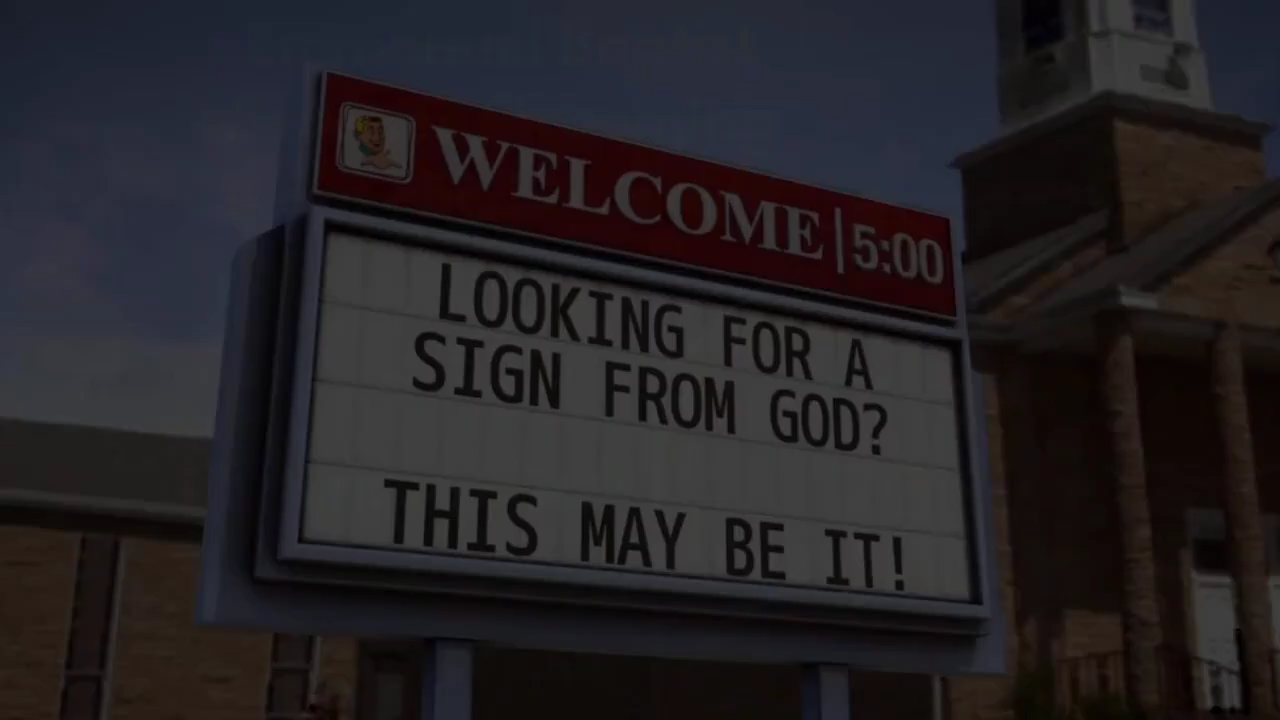 WELCOME | 5:00
LOOKING FOR A
SIGN FROM GOD?
THIS MAY BE IT!